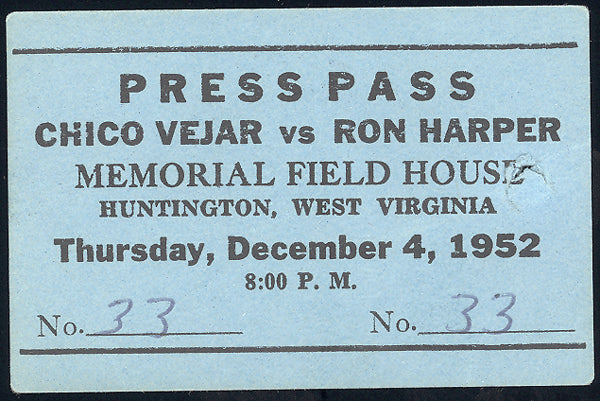 PRESS PASS
CHICO VEJAR vs RON HARPER
MEMORIAL FIELD HOUSE
HUNTINGTON, WEST VIRGINIA
Thursday, December 4, 1952
8:00 P. M.
No. 33 No. 33